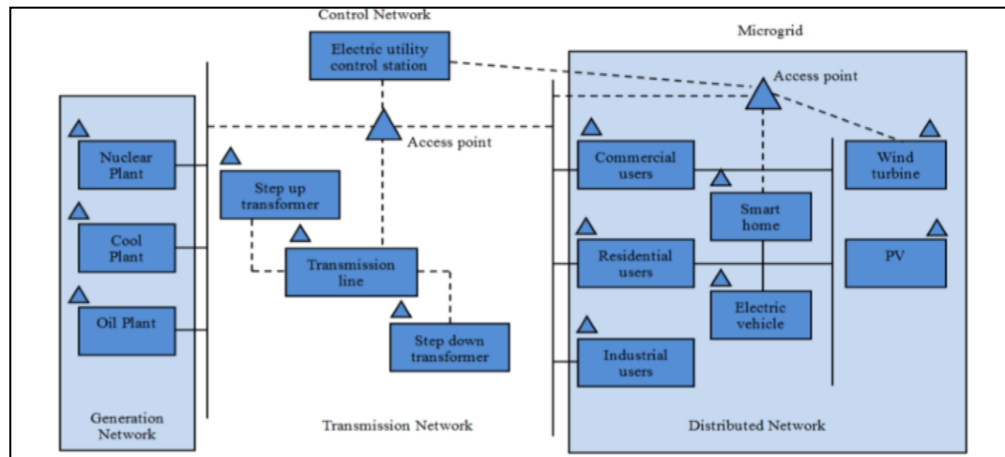 Control Network
Electric utility
control station
Access point
Microgrid
Access point
Nuclear
Plant
Cool
Plant
Oil Plant
Generation
Network
Step up
transformer
Transmission
line
Step down
transformer
Transmission Network
Commercial
users
Residential
users
Industrial
users
Smart
home
Electric
vehicle
Wind
turbine
PV
Distributed Network